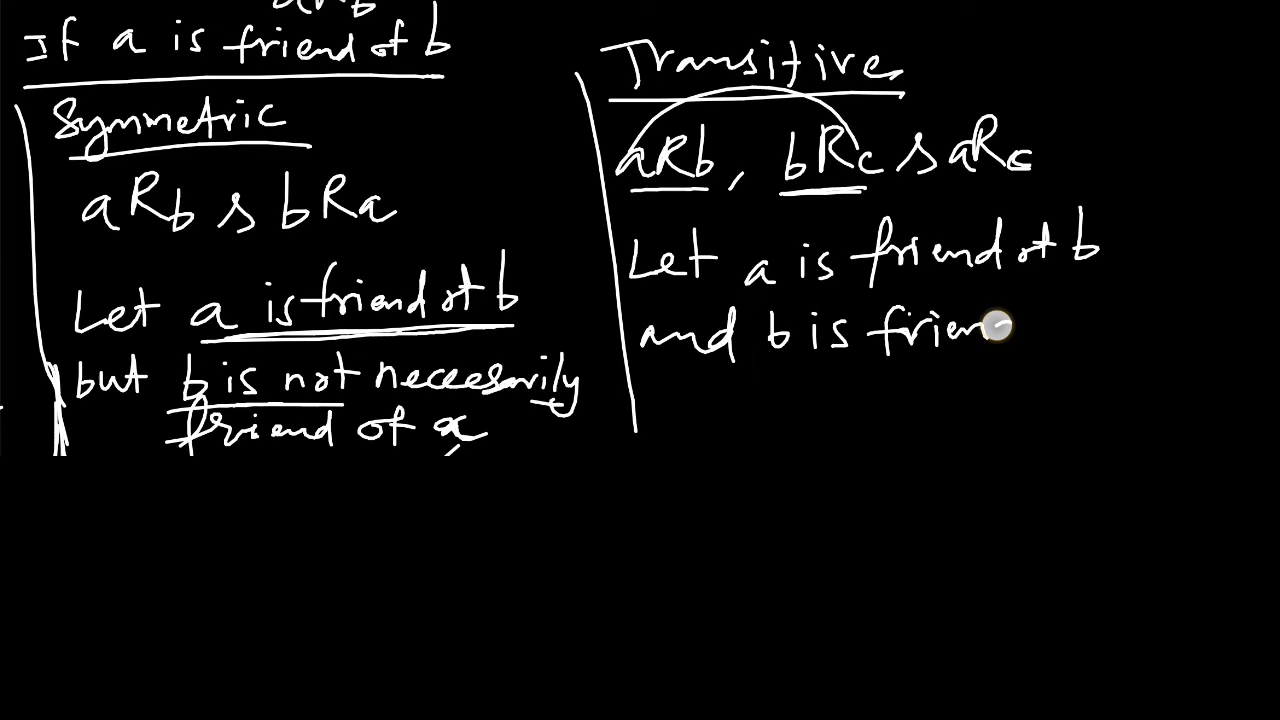 aRb
If a is friend of b
Symmetric
aRb s bRa
Let a is friend of b
but b is not necessarily
friend of a
Transitive
aRb, bRc s aRc
Let a is friend of b
and b is frien